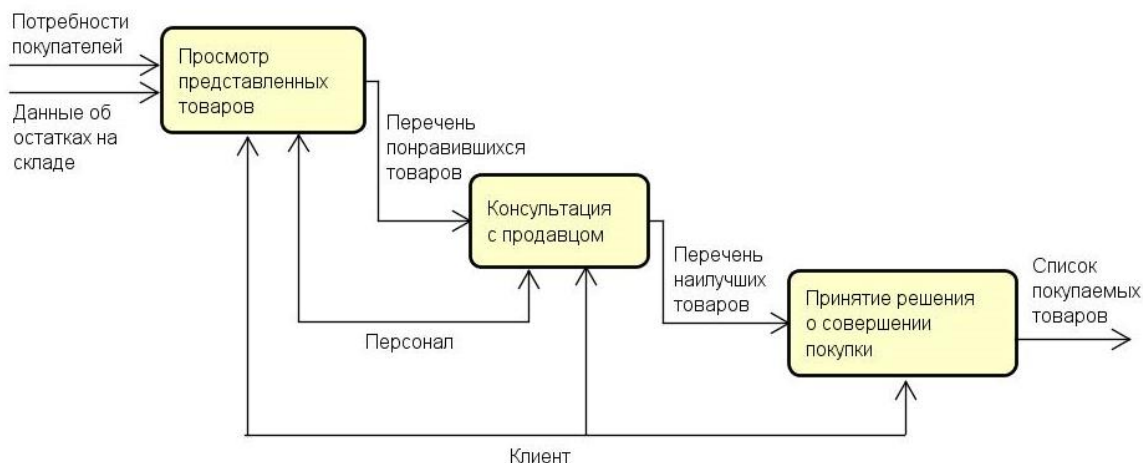 Потребности
покупателей
Данные об
остатках на
складе
Просмотр
представленных
товаров
Перечень
понравившихся
товаров
Консультация
с продавцом
Перечень
наилучших
товаров
Принятие решения
о совершении
покупки
Список
покупаемых
товаров
Персонал
Клиент